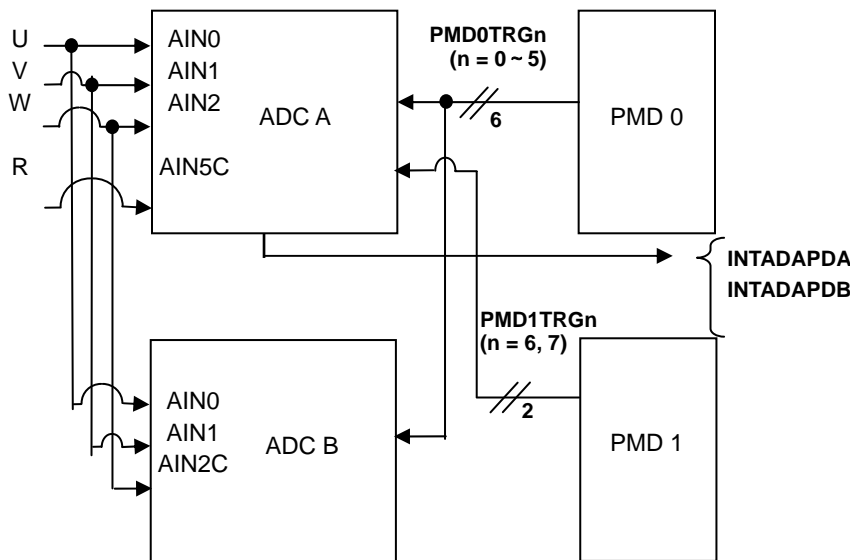 U
V
W
R
AIN0
AIN1
AIN2
AIN5C
ADC A
PMD0TRGn
(n = 0 ~ 5)
6
PMD 0
INTADAPDA
INTADAPDB
PMD1TRGn
(n = 6, 7)
2
AIN0
AIN1
AIN2C
ADC B
PMD 1